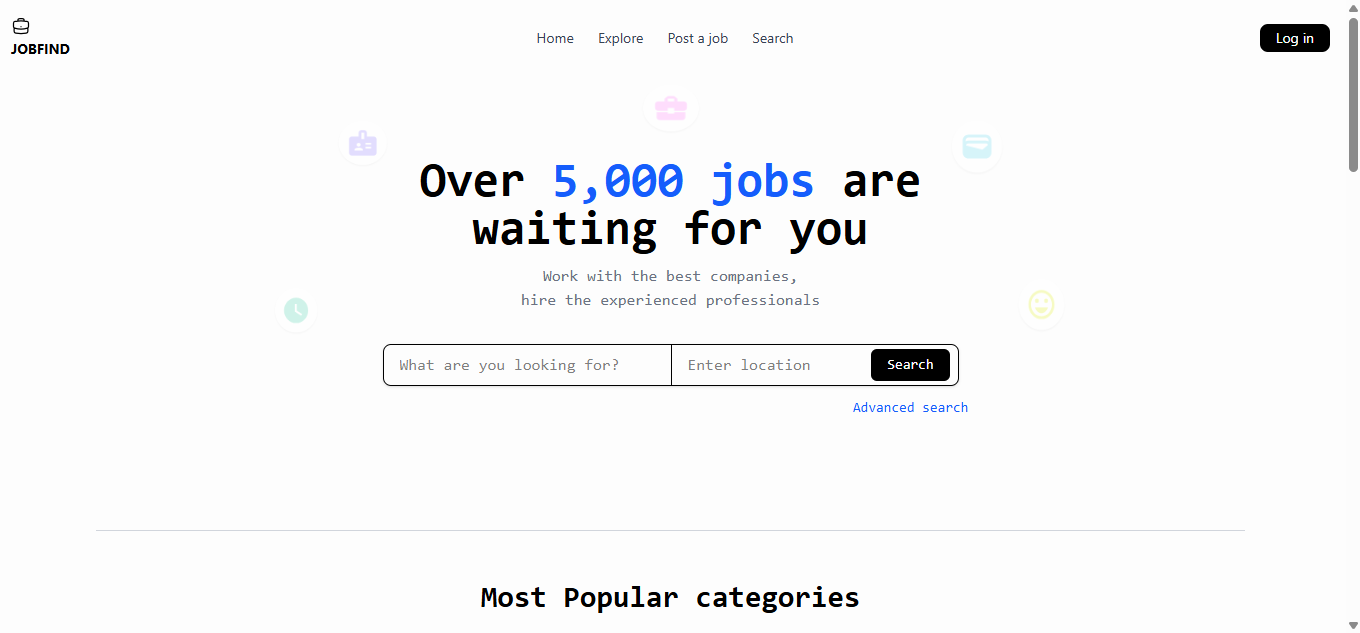 JOBFIND
Home Explore Post a job Search
Log in
Over 5,000 jobs are
waiting for you
Work with the best companies,
hire the experienced professionals
What are you looking for? Enter location Search
Advanced search
Most Popular categories